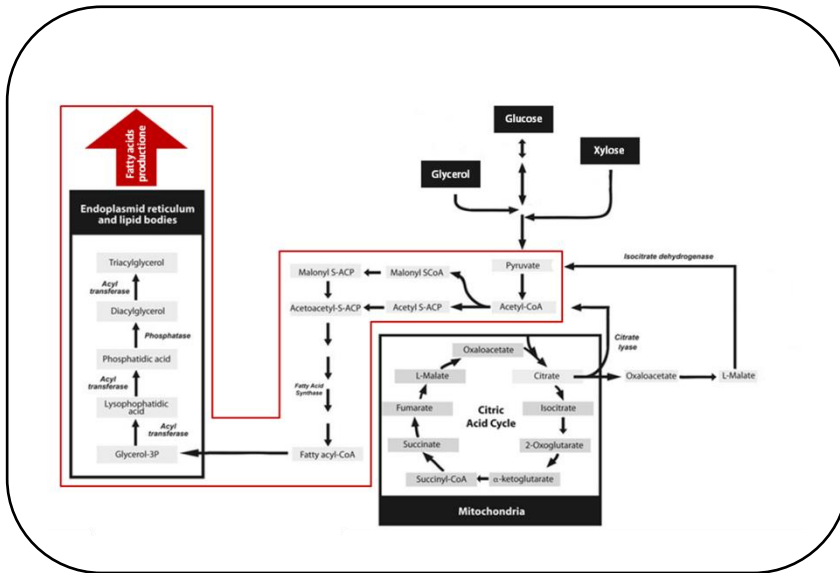 Fatty acids
productione
Glucose
Glycerol
Xylose
Endoplasmid reticulum
and lipid bodies
Triacylglycerol
Acyl
transferase
Diacylglycerol
Phosphatase
Phosphatidic acid
Acyl
transferase
Lysophophatidic
acid
Acyl
transferase
Glycerol-3P
Malonyl S-ACP
Malonyl SCoA
Pyruvate
Isocitrate dehydrogenase
Acetoacetyl-S-ACP
Acetyl S-ACP
Acetyl-CoA
Fatty Acid
Synthase
Fatty acyl-CoA
Citrate
lyase
Oxaloacetate
L-Malate
Citrate
Oxaloacetate
L-Malate
Fumarate
Citric
Acid Cycle
Isocitrate
Succinate
2-Oxoglutarate
Succinyl-CoA
α-ketoglutarate
Mitochondria